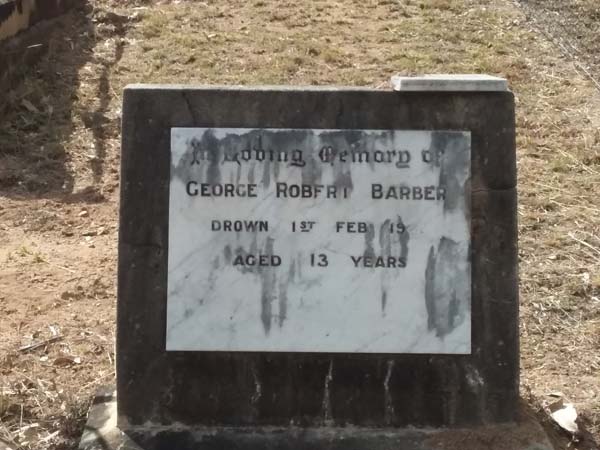 In Loving Memory of
GEORGE ROBERT BARBER
DROWN 1ST FEB 19
AGED 13 YEARS